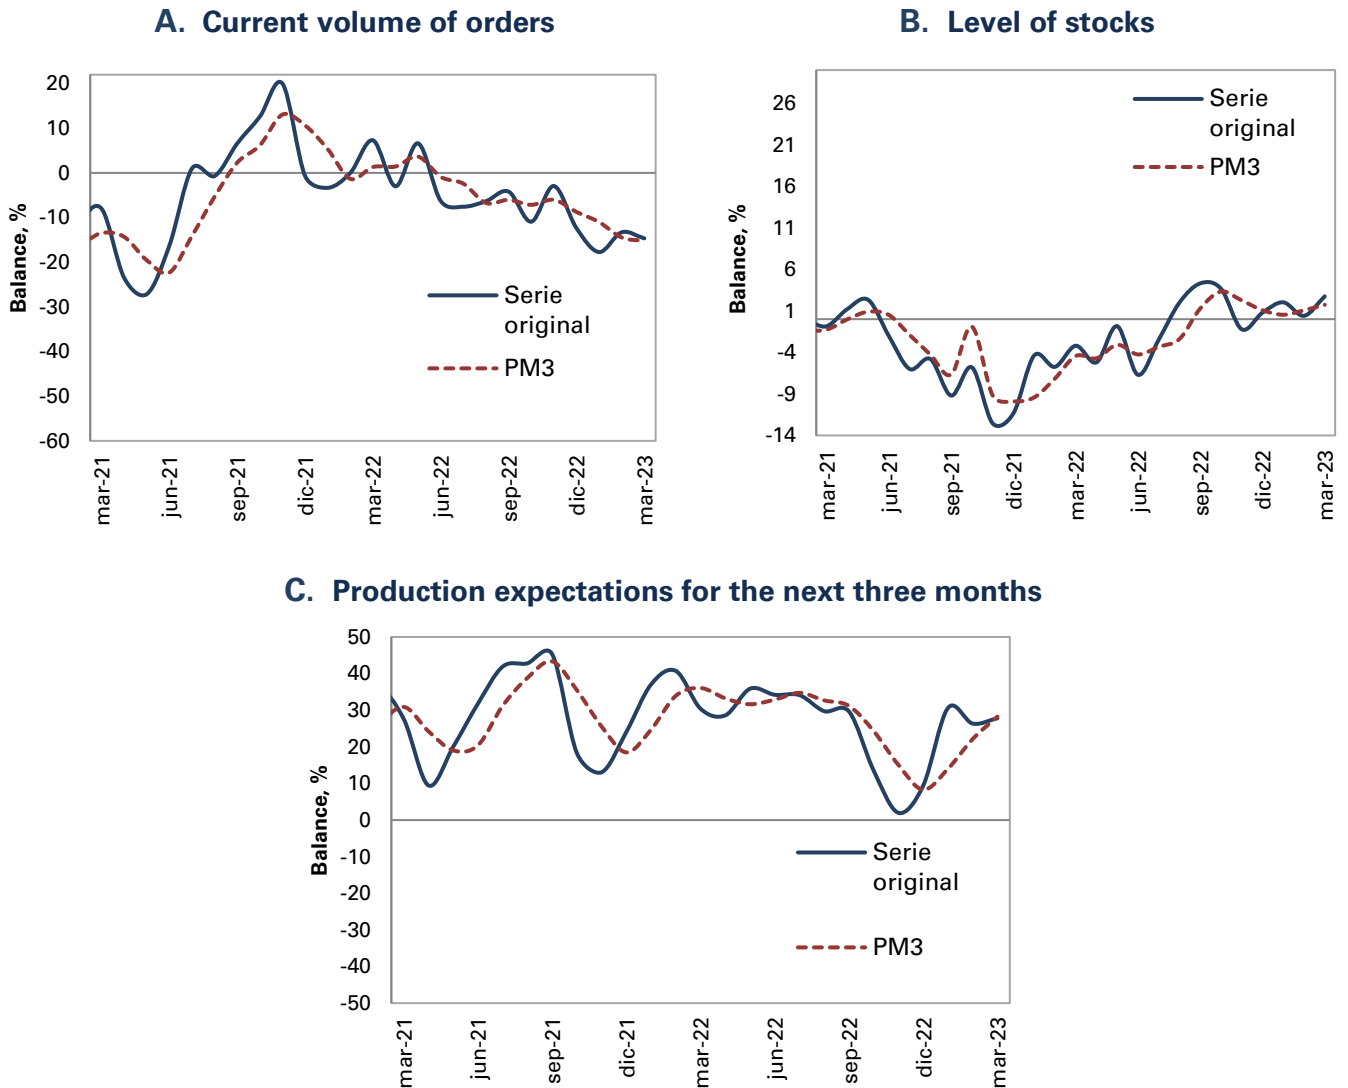 A. Current volume of orders
20
10
0
-10
-20
-30
-40
-50
-60
Balance, %
Serie
original
PM3
mar-21
jun-21
sep-21
dic-21
mar-22
jun-22
sep-22
dic-22
mar-23
B. Level of stocks
26
21
16
11
6
1
-4
-9
-14
Balance, %
Serie
original
PM3
mar-21
jun-21
sep-21
dic-21
mar-22
jun-22
sep-22
dic-22
mar-23
C. Production expectations for the next three months
50
40
30
20
10
0
-10
-20
-30
-40
-50
Balance, %
Serie
original
PM3
mar-21
jun-21
sep-21
dic-21
mar-22
jun-22
sep-22
dic-22
mar-23